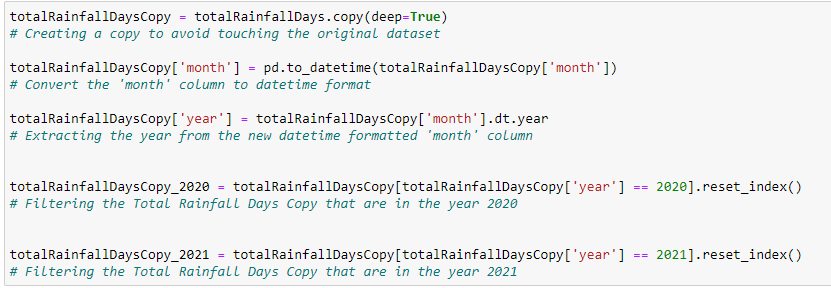 totalRainfallDaysCopy = totalRainfallDays.copy(deep=True)
# Creating a copy to avoid touching the original dataset
totalRainfallDaysCopy['month'] = pd.to_datetime(totalRainfallDaysCopy['month'])
# Convert the 'month' column to datetime format
totalRainfallDaysCopy['year'] = totalRainfallDaysCopy['month'].dt.year
# Extracting the year from the new datetime formatted 'month' column
totalRainfallDaysCopy_2020 = totalRainfallDaysCopy[totalRainfallDaysCopy['year'] == 2020].reset_index()
# Filtering the Total Rainfall Days Copy that are in the year 2020
totalRainfallDaysCopy_2021 = totalRainfallDaysCopy[totalRainfallDaysCopy['year'] == 2021].reset_index()
# Filtering the Total Rainfall Days Copy that are in the year 2021